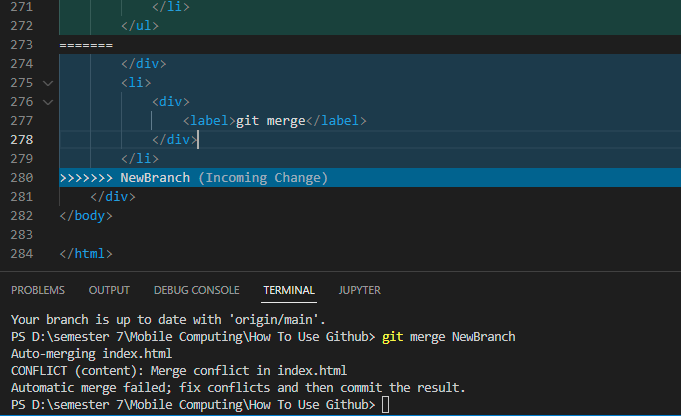 271 </li>
272 </ul>
273 =======
274 </div>
275 <li>
276 <div>
277 <label>git merge</label>
278 </div>
279 </li>
280 >>>>>>> NewBranch (Incoming Change)
281 </div>
282 </body>
283
284 </html>
PROBLEMS OUTPUT DEBUG CONSOLE TERMINAL JUPYTER
Your branch is up to date with 'origin/main'.
PS D:\semester 7\Mobile Computing\How To Use Github> git merge NewBranch
Auto-merging index.html
CONFLICT (content): Merge conflict in index.html
Automatic merge failed; fix conflicts and then commit the result.
PS D:\semester 7\Mobile Computing\How To Use Github>